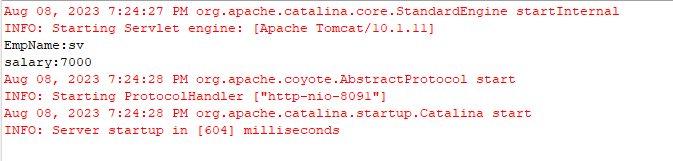 Aug 08, 2023 7:24:27 PM org.apache.catalina.core.StandardEngine startInternal
INFO: Starting Servlet engine: [Apache Tomcat/10.1.11]
EmpName:sv
salary:7000
Aug 08, 2023 7:24:28 PM org.apache.coyote.AbstractProtocol start
INFO: Starting ProtocolHandler ["http-nio-8091"]
Aug 08, 2023 7:24:28 PM org.apache.catalina.startup.Catalina start
INFO: Server startup in [604] milliseconds